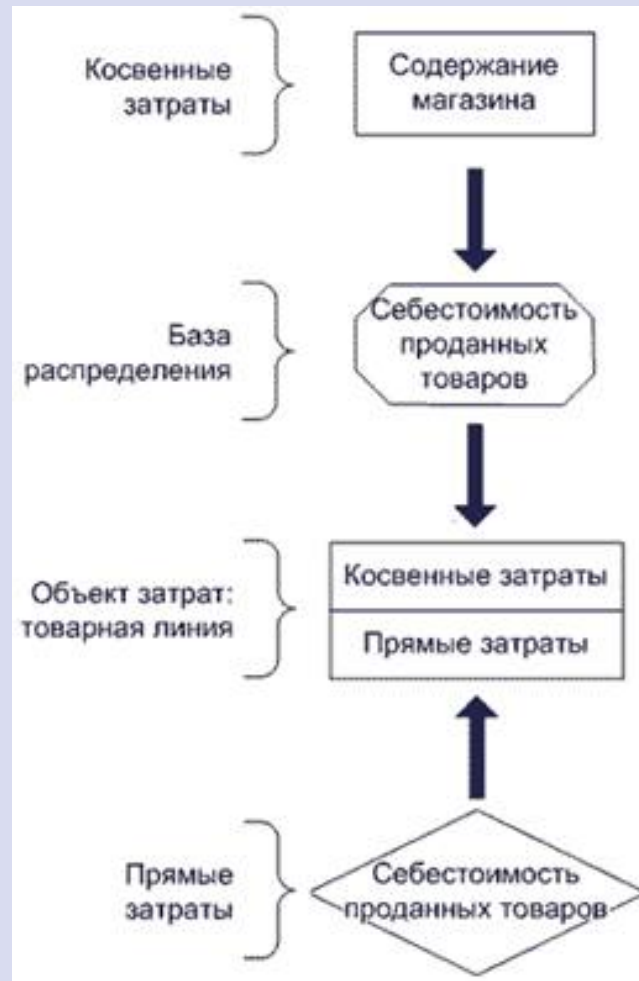 Косвенные
затраты
Содержание
магазина
База
распределения
Себестоимость
проданных
товаров
Объект затрат:
товарная линия
Косвенные затраты
Прямые затраты
Прямые
затраты
Себестоимость
проданных товаров